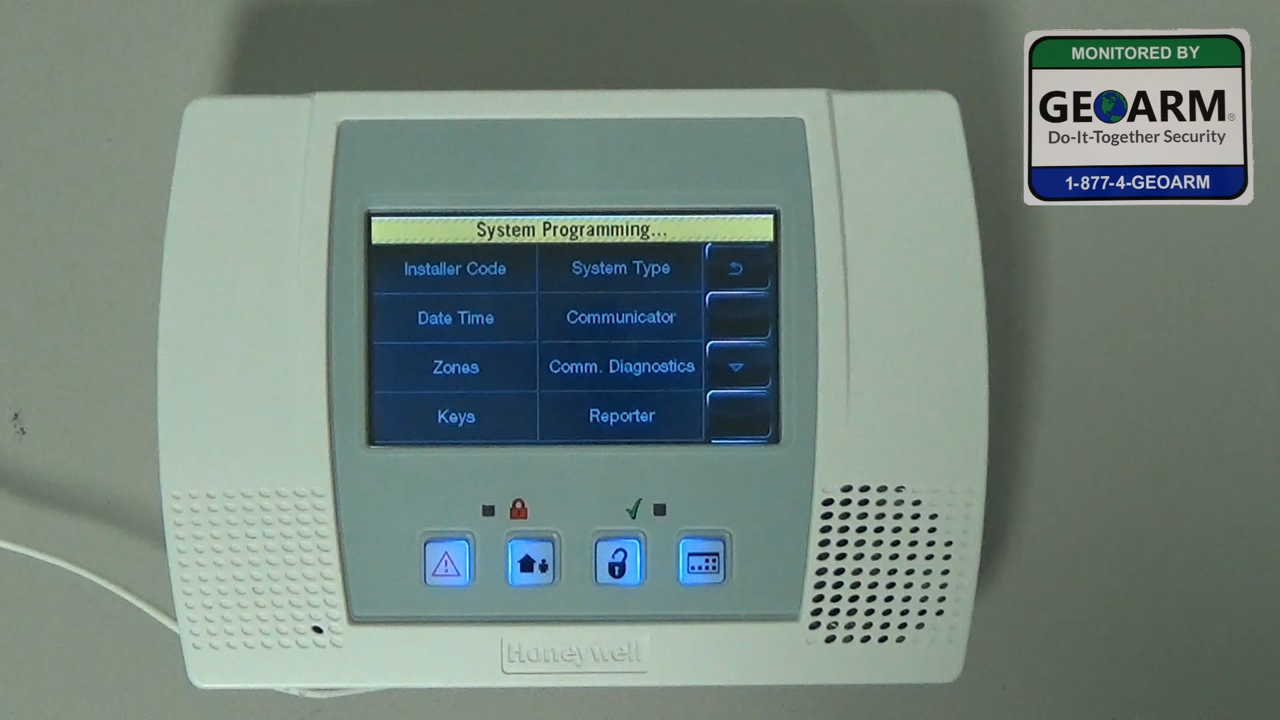 MONITORED BY
GEOARM®
Do-It-Together Security
1-877-4-GEOARM
System Programming...
Installer Code
System Type
Date Time
Communicator
Zones
Comm. Diagnostics
Keys
Reporter
Honeywell